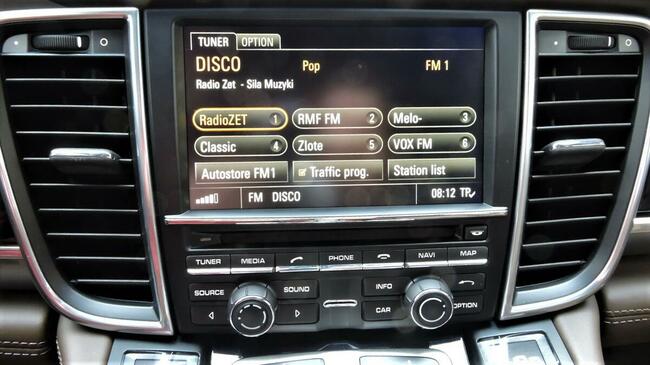 TUNER OPTION
DISCO Pop FM 1
Radio Zet - Sila Muzyki
RadioZET 1 RMF FM 2 Melo- 3
Classic 4 Zlote 5 VOX FM 6
Autostore FM1 Traffic prog. Station list
FM DISCO 08:12 TR
TUNER MEDIA PHONE NAVI MAP
SOURCE SOUND INFO
CAR OPTION